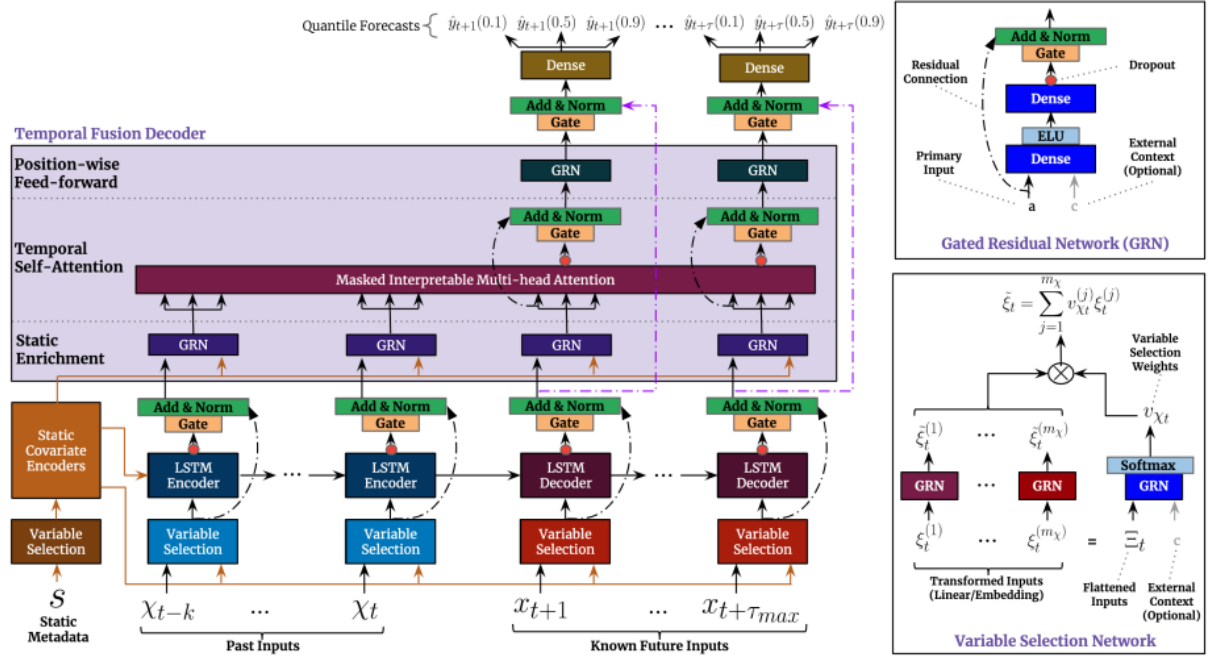 Quantile Forecasts { ŷt+1(0.1) ŷt+1(0.5) ŷt+1(0.9) ... ŷt+τ(0.1) ŷt+τ(0.5) ŷt+τ(0.9)
Dense
Dense
Add & Norm
Add & Norm
Gate
Gate
Temporal Fusion Decoder
Position-wise
Feed-forward
GRN
GRN
Add & Norm
Add & Norm
Gate
Gate
Temporal
Self-Attention
Masked Interpretable Multi-head Attention
Static
Enrichment
GRN
GRN
GRN
GRN
Add & Norm
Add & Norm
Add & Norm
Add & Norm
Gate
Gate
Gate
Gate
Static
Covariate
Encoders
LSTM
Encoder
...
LSTM
Encoder
LSTM
Decoder
...
LSTM
Decoder
Variable
Selection
Variable
Selection
Variable
Selection
Variable
Selection
Variable
Selection
s
Static
Metadata
χt−k ... χt
xt+1 ... xt+τmax
Past Inputs
Known Future Inputs
Add & Norm
Gate
Residual
Connection
Dropout
Dense
ELU
Dense
Primary
Input
External
Context
(Optional)
a
c
Gated Residual Network (GRN)
ξ̃t = ∑j=1mχ vχt(j) ξt(j)
Variable
Selection
Weights
⊗
vχt
ξ̃t(1) ... ξ̃t(mχ)
Softmax
GRN ... GRN
GRN
ξt(1) ... ξt(mχ) = Ξt c
Transformed Inputs
(Linear/Embedding)
Flattened
Inputs
External
Context
(Optional)
Variable Selection Network